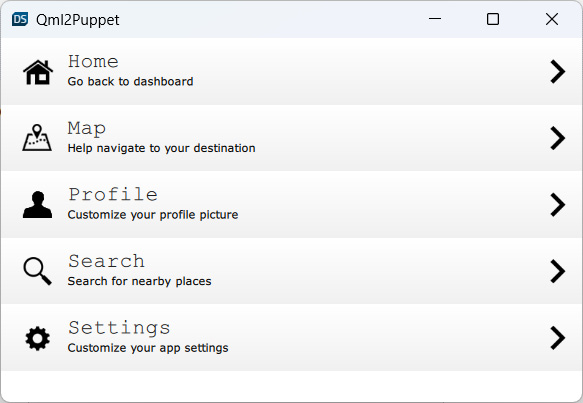 DS Qml2Puppet
Home
Go back to dashboard
Map
Help navigate to your destination
Profile
Customize your profile picture
Search
Search for nearby places
Settings
Customize your app settings